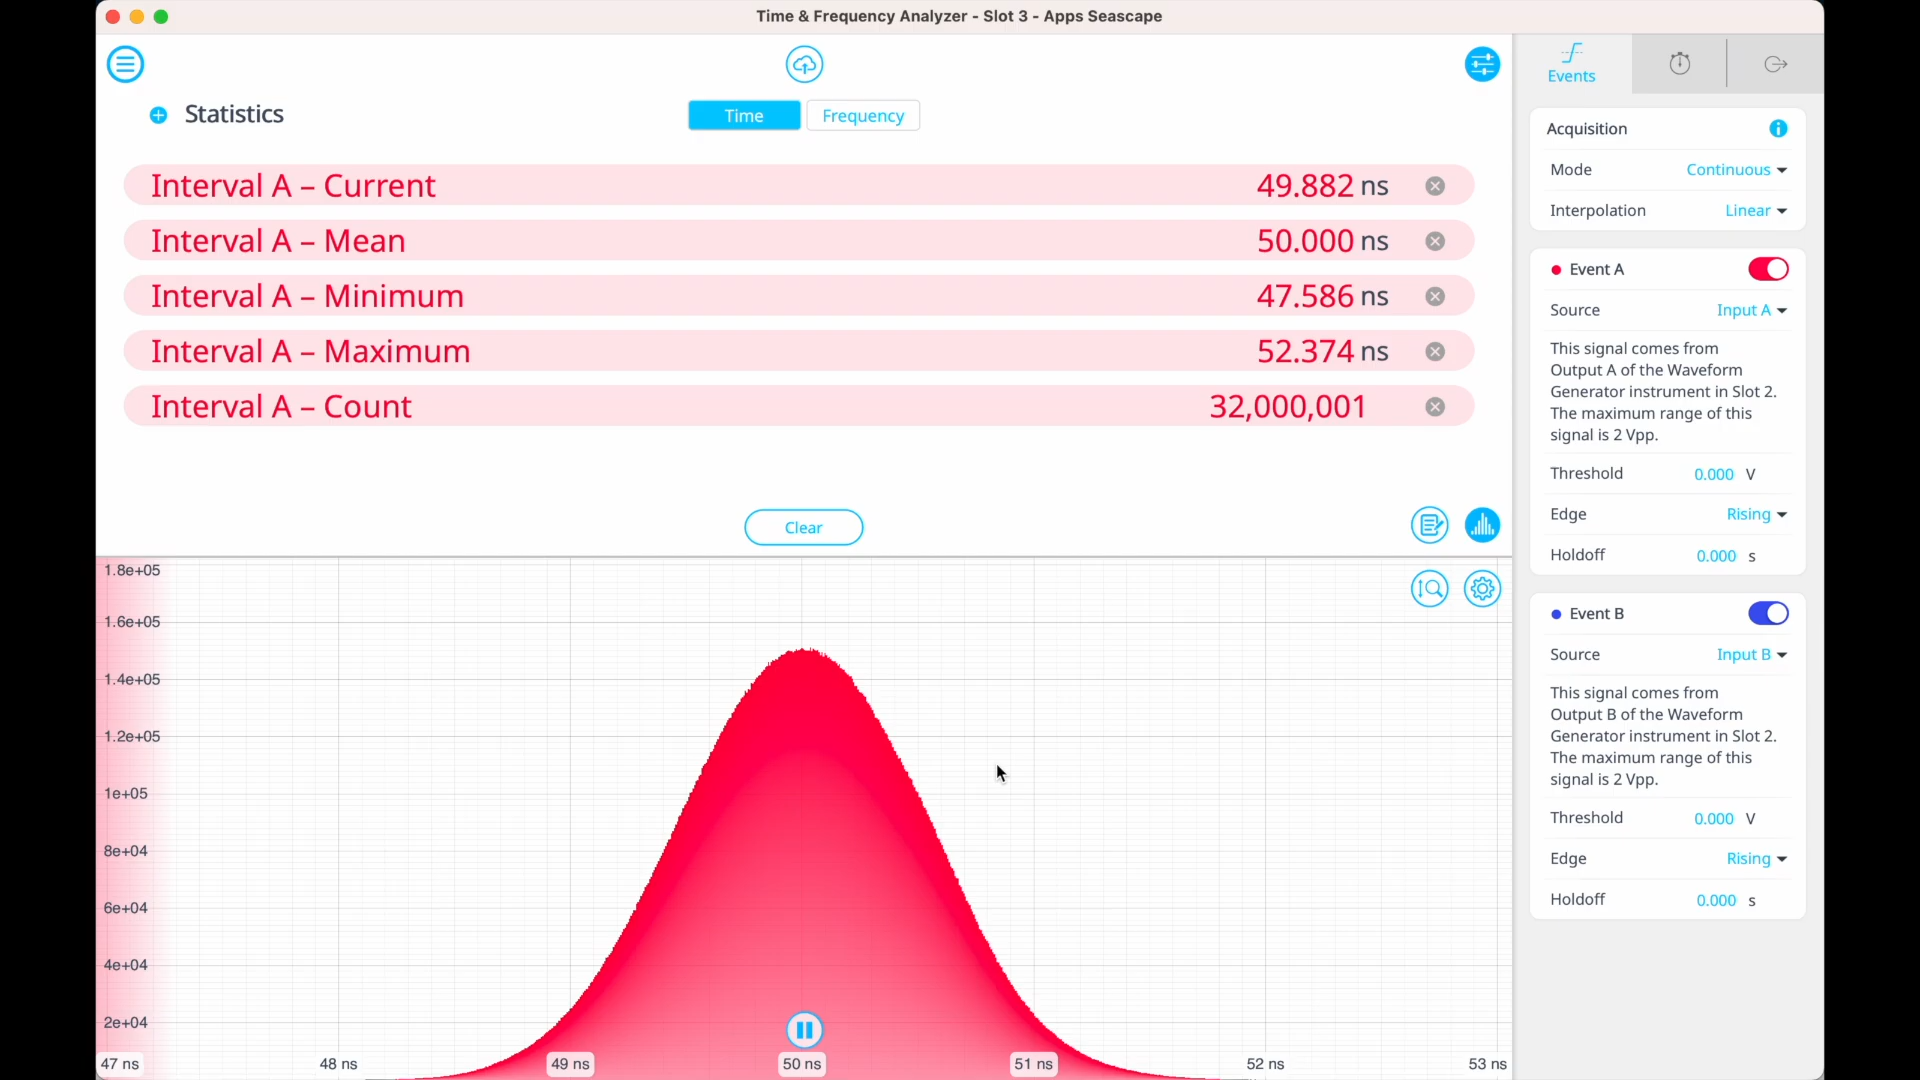 Time & Frequency Analyzer - Slot 3 - Apps Seascape
Statistics
Time
Frequency
Interval A – Current 49.882 ns
Interval A – Mean 50.000 ns
Interval A – Minimum 47.586 ns
Interval A – Maximum 52.374 ns
Interval A – Count 32,000,001
Clear
1.8e+05
1.6e+05
1.4e+05
1.2e+05
1e+05
8e+04
6e+04
4e+04
2e+04
47 ns 48 ns 49 ns 50 ns 51 ns 52 ns 53 ns
Events
Acquisition
Mode Continuous
Interpolation Linear
Event A
Source Input A
This signal comes from
Output A of the Waveform
Generator instrument in Slot 2.
The maximum range of this
signal is 2 Vpp.
Threshold 0.000 V
Edge Rising
Holdoff 0.000 s
Event B
Source Input B
This signal comes from
Output B of the Waveform
Generator instrument in Slot 2.
The maximum range of this
signal is 2 Vpp.
Threshold 0.000 V
Edge Rising
Holdoff 0.000 s